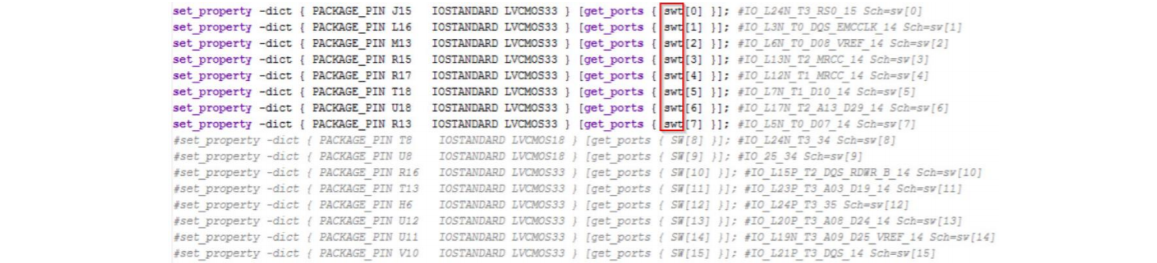 set_property -dict { PACKAGE_PIN J15 IOSTANDARD LVCMOS33 } [get_ports { swt[0] }]; #IO_L24N_T3_RS0_15 Sch=sw[0]
set_property -dict { PACKAGE_PIN L16 IOSTANDARD LVCMOS33 } [get_ports { swt[1] }]; #IO_L3N_T0_DQS_EMCCLK_14 Sch=sw[1]
set_property -dict { PACKAGE_PIN M13 IOSTANDARD LVCMOS33 } [get_ports { swt[2] }]; #IO_L6N_T0_D08_VREF_14 Sch=sw[2]
set_property -dict { PACKAGE_PIN R15 IOSTANDARD LVCMOS33 } [get_ports { swt[3] }]; #IO_L13N_T2_MRCC_14 Sch=sw[3]
set_property -dict { PACKAGE_PIN R17 IOSTANDARD LVCMOS33 } [get_ports { swt[4] }]; #IO_L12N_T1_MRCC_14 Sch=sw[4]
set_property -dict { PACKAGE_PIN T18 IOSTANDARD LVCMOS33 } [get_ports { swt[5] }]; #IO_L7N_T1_D10_14 Sch=sw[5]
set_property -dict { PACKAGE_PIN U18 IOSTANDARD LVCMOS33 } [get_ports { swt[6] }]; #IO_L17N_T2_A13_D29_14 Sch=sw[6]
set_property -dict { PACKAGE_PIN R13 IOSTANDARD LVCMOS33 } [get_ports { swt[7] }]; #IO_L5N_T0_D07_14 Sch=sw[7]
#set_property -dict { PACKAGE_PIN T8 IOSTANDARD LVCMOS18 } [get_ports { SW[8] }]; #IO_L24N_T3_34 Sch=sw[8]
#set_property -dict { PACKAGE_PIN U8 IOSTANDARD LVCMOS18 } [get_ports { SW[9] }]; #IO_25_34 Sch=sw[9]
#set_property -dict { PACKAGE_PIN R16 IOSTANDARD LVCMOS33 } [get_ports { SW[10] }]; #IO_L15P_T2_DQS_RDWR_B_14 Sch=sw[10]
#set_property -dict { PACKAGE_PIN T13 IOSTANDARD LVCMOS33 } [get_ports { SW[11] }]; #IO_L23P_T3_A03_D19_14 Sch=sw[11]
#set_property -dict { PACKAGE_PIN H6 IOSTANDARD LVCMOS33 } [get_ports { SW[12] }]; #IO_L24P_T3_35 Sch=sw[12]
#set_property -dict { PACKAGE_PIN U12 IOSTANDARD LVCMOS33 } [get_ports { SW[13] }]; #IO_L20P_T3_A08_D24_14 Sch=sw[13]
#set_property -dict { PACKAGE_PIN U11 IOSTANDARD LVCMOS33 } [get_ports { SW[14] }]; #IO_L19N_T3_A09_D25_VREF_14 Sch=sw[14]
#set_property -dict { PACKAGE_PIN V10 IOSTANDARD LVCMOS33 } [get_ports { SW[15] }]; #IO_L21P_T3_DQS_14 Sch=sw[15]